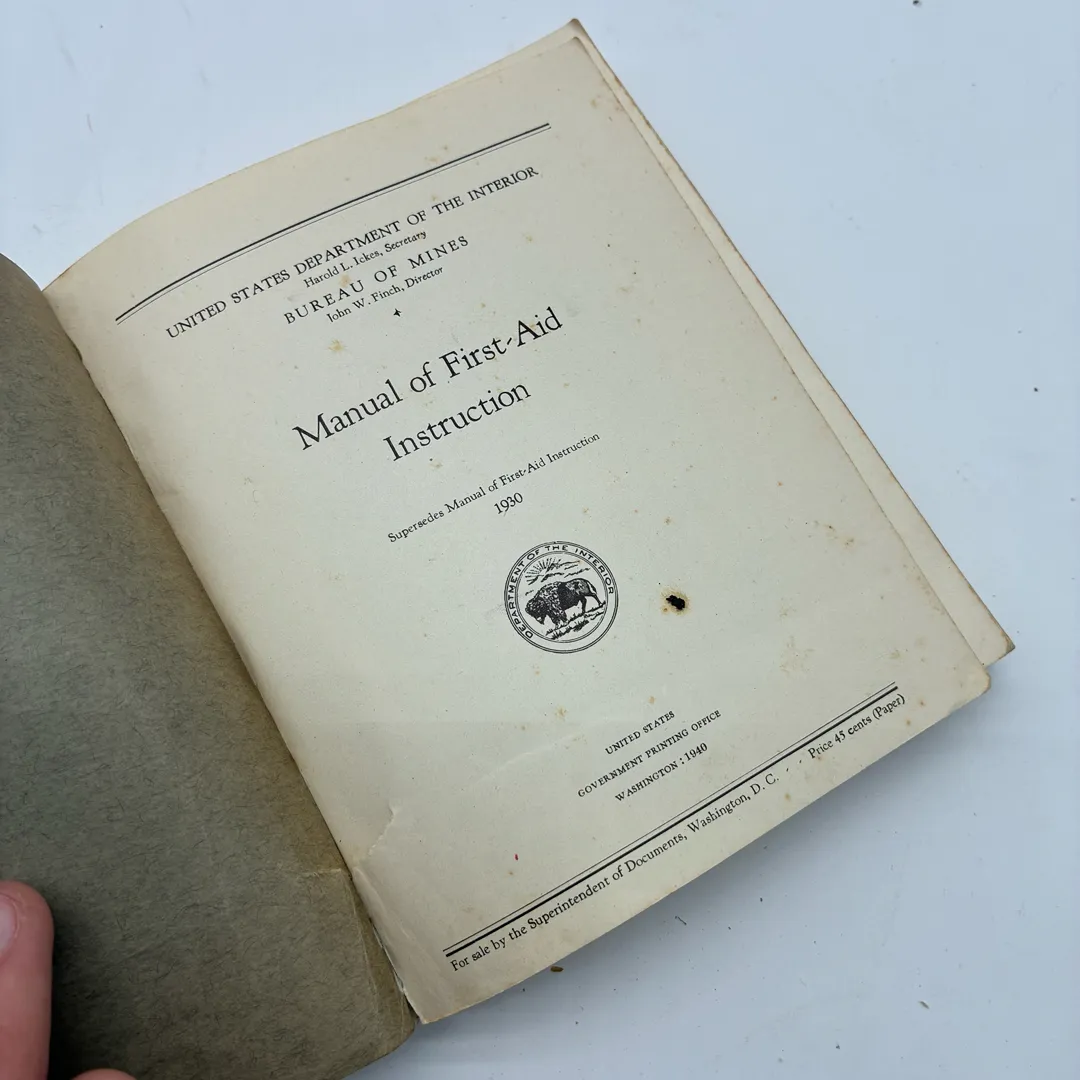 UNITED STATES DEPARTMENT OF THE INTERIOR
Harold L. Ickes, Secretary
BUREAU OF MINES
John W. Finch, Director
Manual of First-Aid
Instruction
Supersedes Manual of First-Aid Instruction
1930
DEPARTMENT OF THE INTERIOR
UNITED STATES
GOVERNMENT PRINTING OFFICE
WASHINGTON : 1940
For sale by the Superintendent of Documents, Washington, D. C. - - Price 45 cents (Paper)